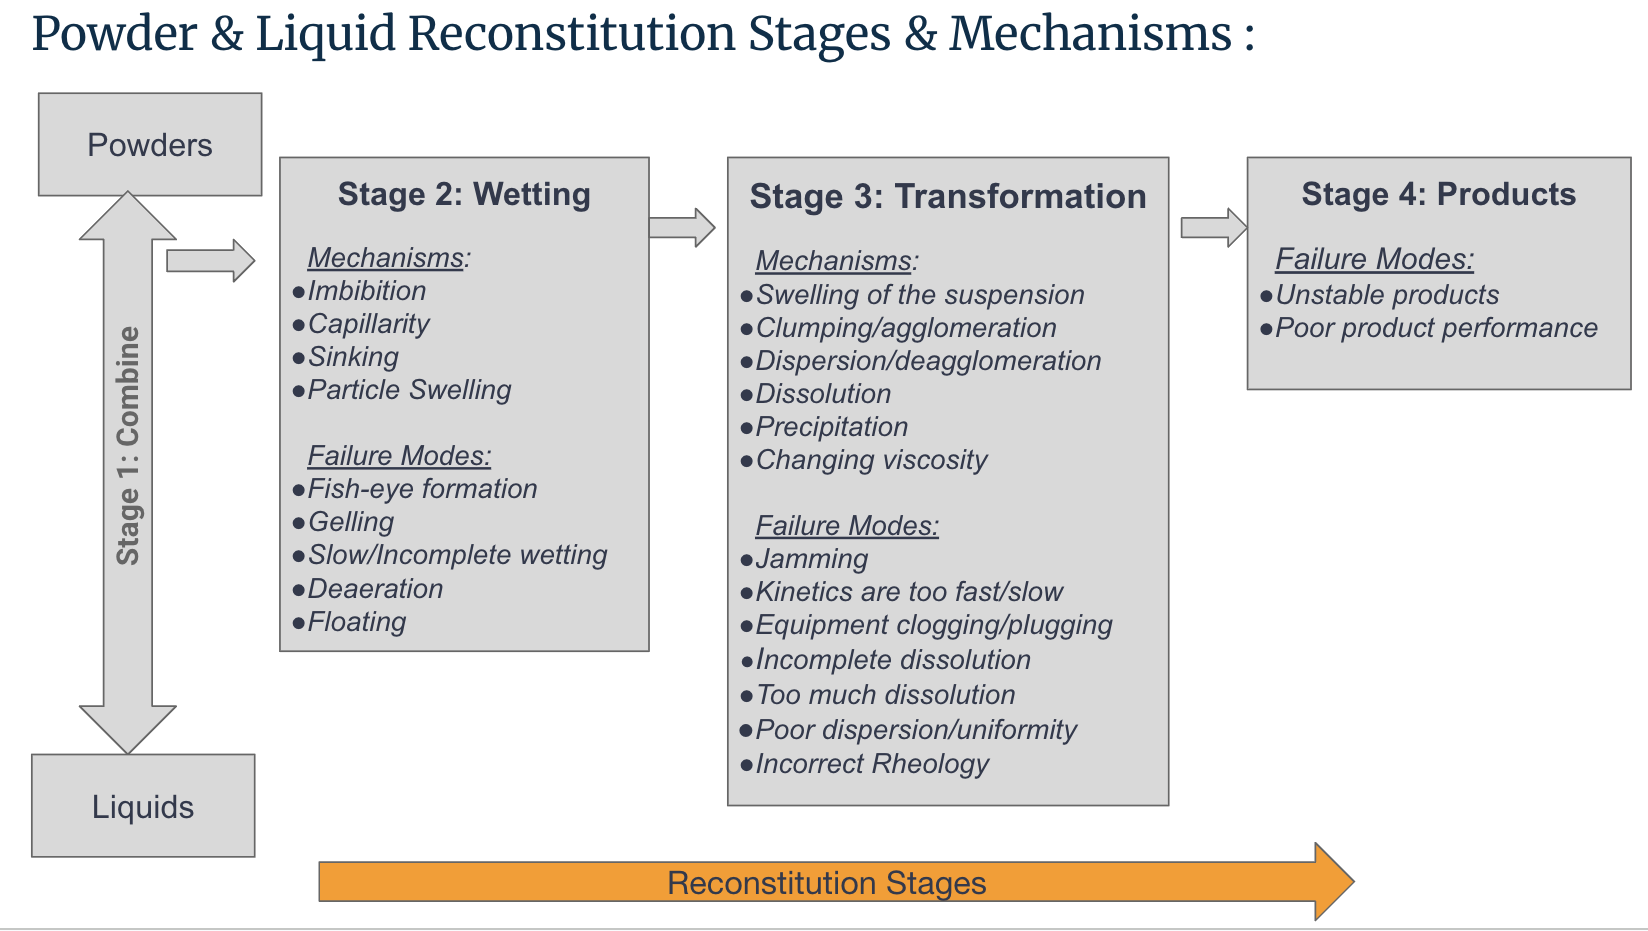 Powder & Liquid Reconstitution Stages & Mechanisms :
Powders
Stage 1: Combine
Liquids
Stage 2: Wetting
Mechanisms:
●Imbibition
●Capillarity
●Sinking
●Particle Swelling
Failure Modes:
●Fish-eye formation
●Gelling
●Slow/Incomplete wetting
●Deaeration
●Floating
Stage 3: Transformation
Mechanisms:
●Swelling of the suspension
●Clumping/agglomeration
●Dispersion/deagglomeration
●Dissolution
●Precipitation
●Changing viscosity
Failure Modes:
●Jamming
●Kinetics are too fast/slow
●Equipment clogging/plugging
●Incomplete dissolution
●Too much dissolution
●Poor dispersion/uniformity
●Incorrect Rheology
Stage 4: Products
Failure Modes:
●Unstable products
●Poor product performance
Reconstitution Stages